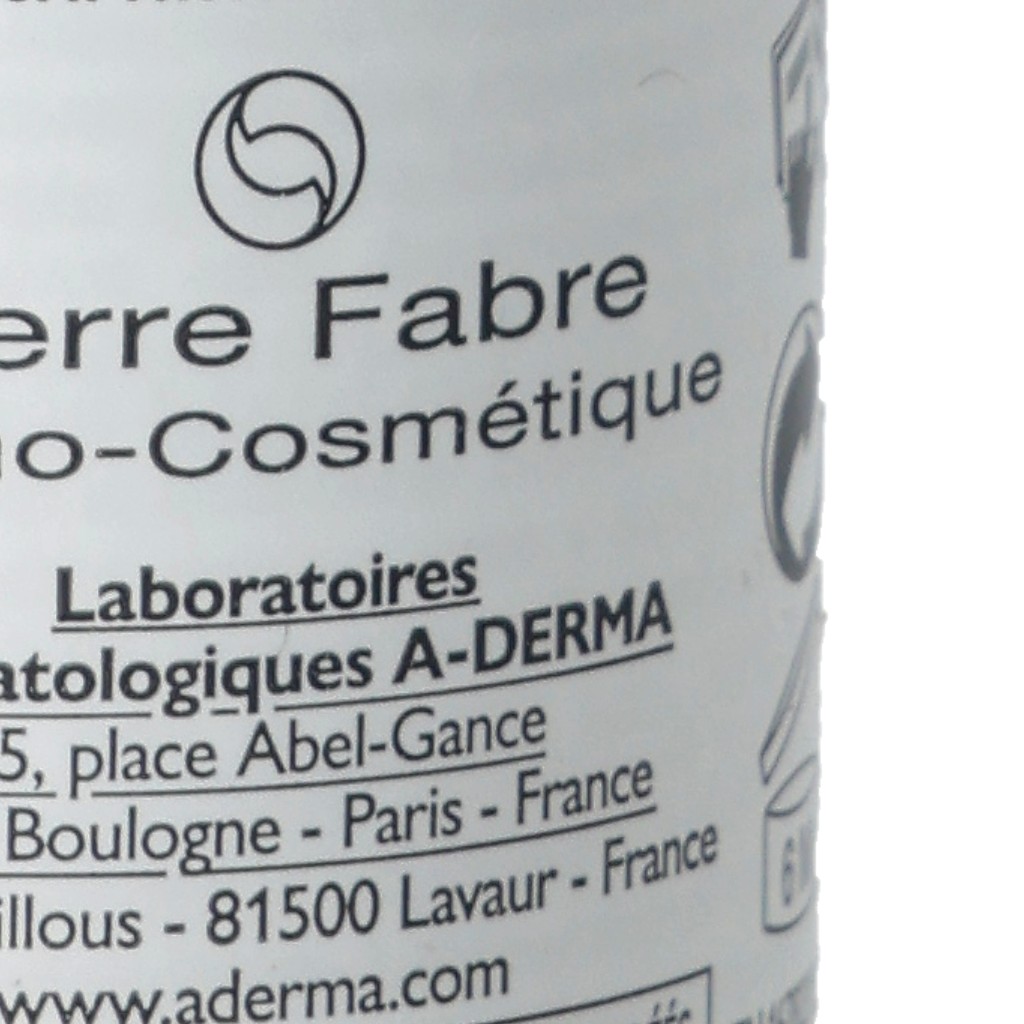 erre Fabre
o-Cosmétique
Laboratoires
atologiques A-DERMA
5, place Abel-Gance
Boulogne - Paris - France
illous - 81500 Lavaur - France
www.aderma.com